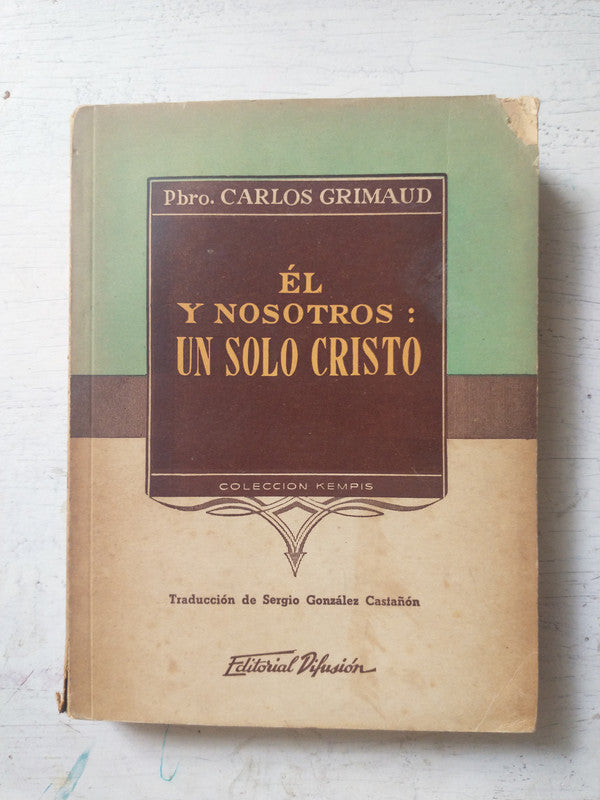 Pbro. CARLOS GRIMAUD
ÉL
Y NOSOTROS :
UN SOLO CRISTO
COLECCION KEMPIS
Traducción de Sergio González Castañón
Editorial Difusión